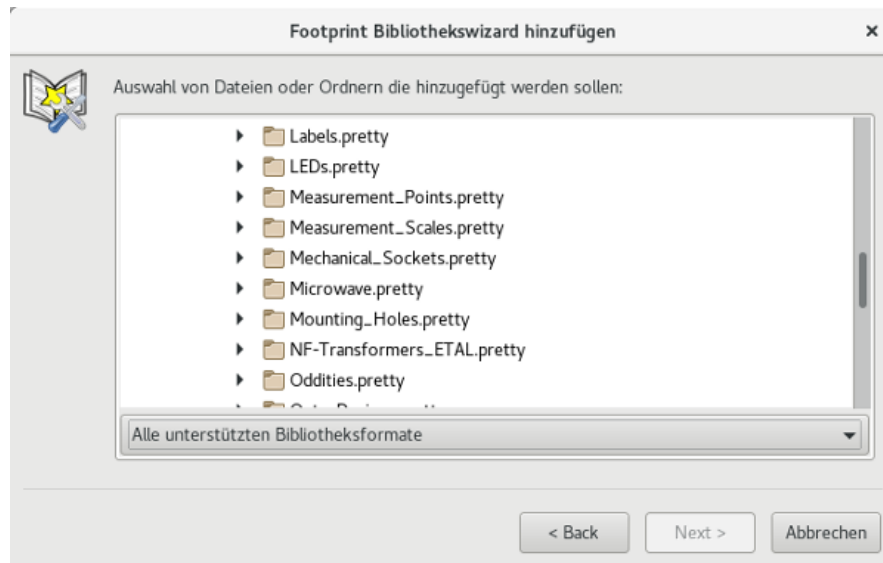 Footprint Bibliothekswizard hinzufügen
Auswahl von Dateien oder Ordnern die hinzugefügt werden sollen:
Labels.pretty
LEDs.pretty
Measurement_Points.pretty
Measurement_Scales.pretty
Mechanical_Sockets.pretty
Microwave.pretty
Mounting_Holes.pretty
NF-Transformers_ETAL.pretty
Oddities.pretty
Alle unterstützten Bibliotheksformate
< Back Next > Abbrechen